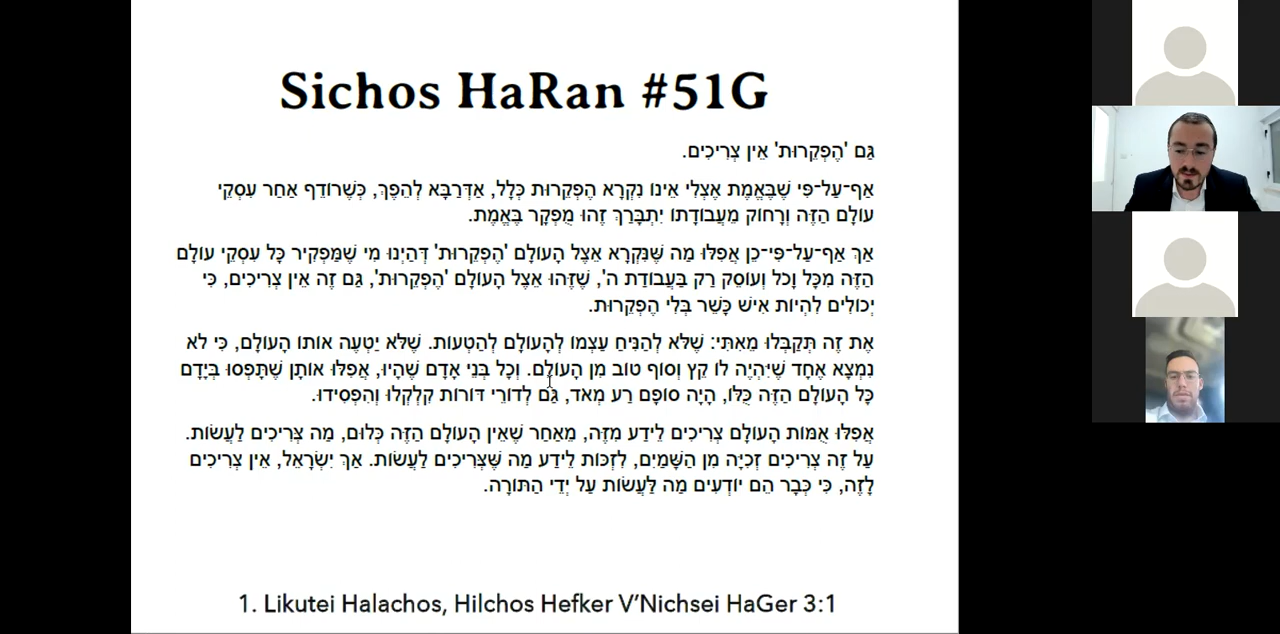 Sichos HaRan #51G
גַּם 'הֶפְקֵרוּת' אֵין צְרִיכִים.
אַף־עַל־פִּי שֶׁבֶּאֱמֶת אֶצְלִי אֵינוֹ נִקְרָא הֶפְקֵרוּת כְּלָל, אַדְּרַבָּא לְהֵפֶךְ, כְּשֶׁרוֹדֵף אַחַר עִסְקֵי
עוֹלָם הַזֶּה וְרָחוֹק מֵעֲבוֹדָתוֹ יִתְבָּרַךְ זֶהוּ מֻפְקָר בֶּאֱמֶת.
אַךְ אַף־עַל־פִּי־כֵן אֲפִלּוּ מַה שֶּׁנִּקְרָא אֵצֶל הָעוֹלָם 'הֶפְקֵרוּת' דְּהַיְנוּ מִי שֶׁמַּפְקִיר כָּל עִסְקֵי עוֹלָם
הַזֶּה מִכָּל וָכֹל וְעוֹסֵק רַק בַּעֲבוֹדַת ה', שֶׁזֶּהוּ אֵצֶל הָעוֹלָם 'הֶפְקֵרוּת', גַּם זֶה אֵין צְרִיכִים, כִּי
יְכוֹלִים לִהְיוֹת אִישׁ כָּשֵׁר בְּלִי הֶפְקֵרוּת.
אֶת זֶה תְּקַבְּלוּ מֵאִתִּי: שֶׁלֹּא לְהַנִּיחַ עַצְמוֹ לְהָעוֹלָם לְהַטְעוֹת. שֶׁלֹּא יַטְעֶה אוֹתוֹ הָעוֹלָם, כִּי לֹא
נִמְצָא אֶחָד שֶׁיִּהְיֶה לוֹ קֵץ וְסוֹף טוֹב מִן הָעוֹלָם. וְכָל בְּנֵי אָדָם שֶׁהָיוּ, אֲפִלּוּ אוֹתָן שֶׁתָּפְסוּ בְּיָדָם
כָּל הָעוֹלָם הַזֶּה כֻּלּוֹ, הָיָה סוֹפָם רַע מְאֹד, גַּם לְדוֹרֵי דּוֹרוֹת קִלְקְלוּ וְהִפְסִידוּ.
אֲפִלּוּ אֻמּוֹת הָעוֹלָם צְרִיכִים לֵידַע מִזֶּה, מֵאַחַר שֶׁאֵין הָעוֹלָם הַזֶּה כְּלוּם, מַה צְּרִיכִים לַעֲשׂוֹת.
עַל זֶה צְרִיכִים זְכִיָּה מִן הַשָּׁמַיִם, לִזְכּוֹת לֵידַע מַה שֶּׁצְּרִיכִים לַעֲשׂוֹת. אַךְ יִשְׂרָאֵל, אֵין צְרִיכִים
לָזֶה, כִּי כְּבָר הֵם יוֹדְעִים מַה לַּעֲשׂוֹת עַל יְדֵי הַתּוֹרָה.
1. Likutei Halachos, Hilchos Hefker V'Nichsei HaGer 3:1